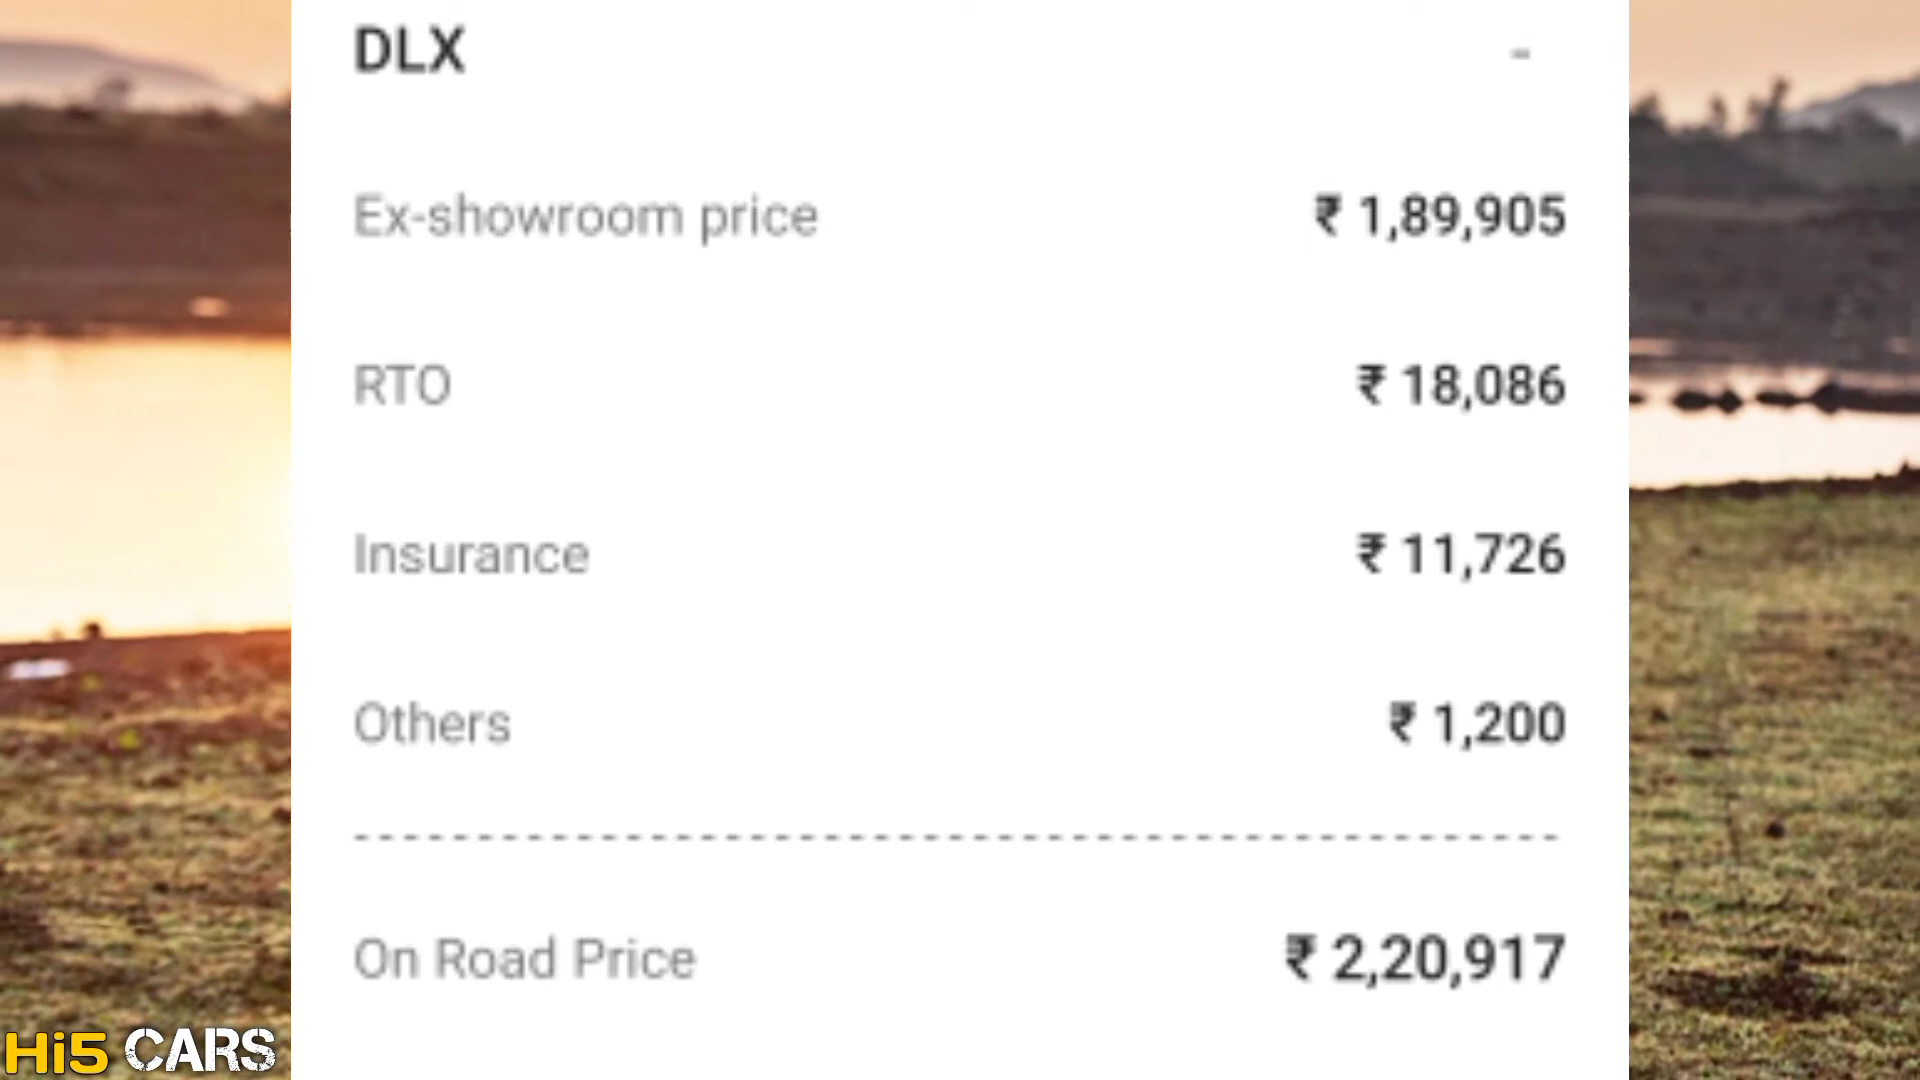 DLX -
Ex-showroom price ₹ 1,89,905
RTO ₹ 18,086
Insurance ₹ 11,726
Others ₹ 1,200
On Road Price ₹ 2,20,917
Hi5 CARS